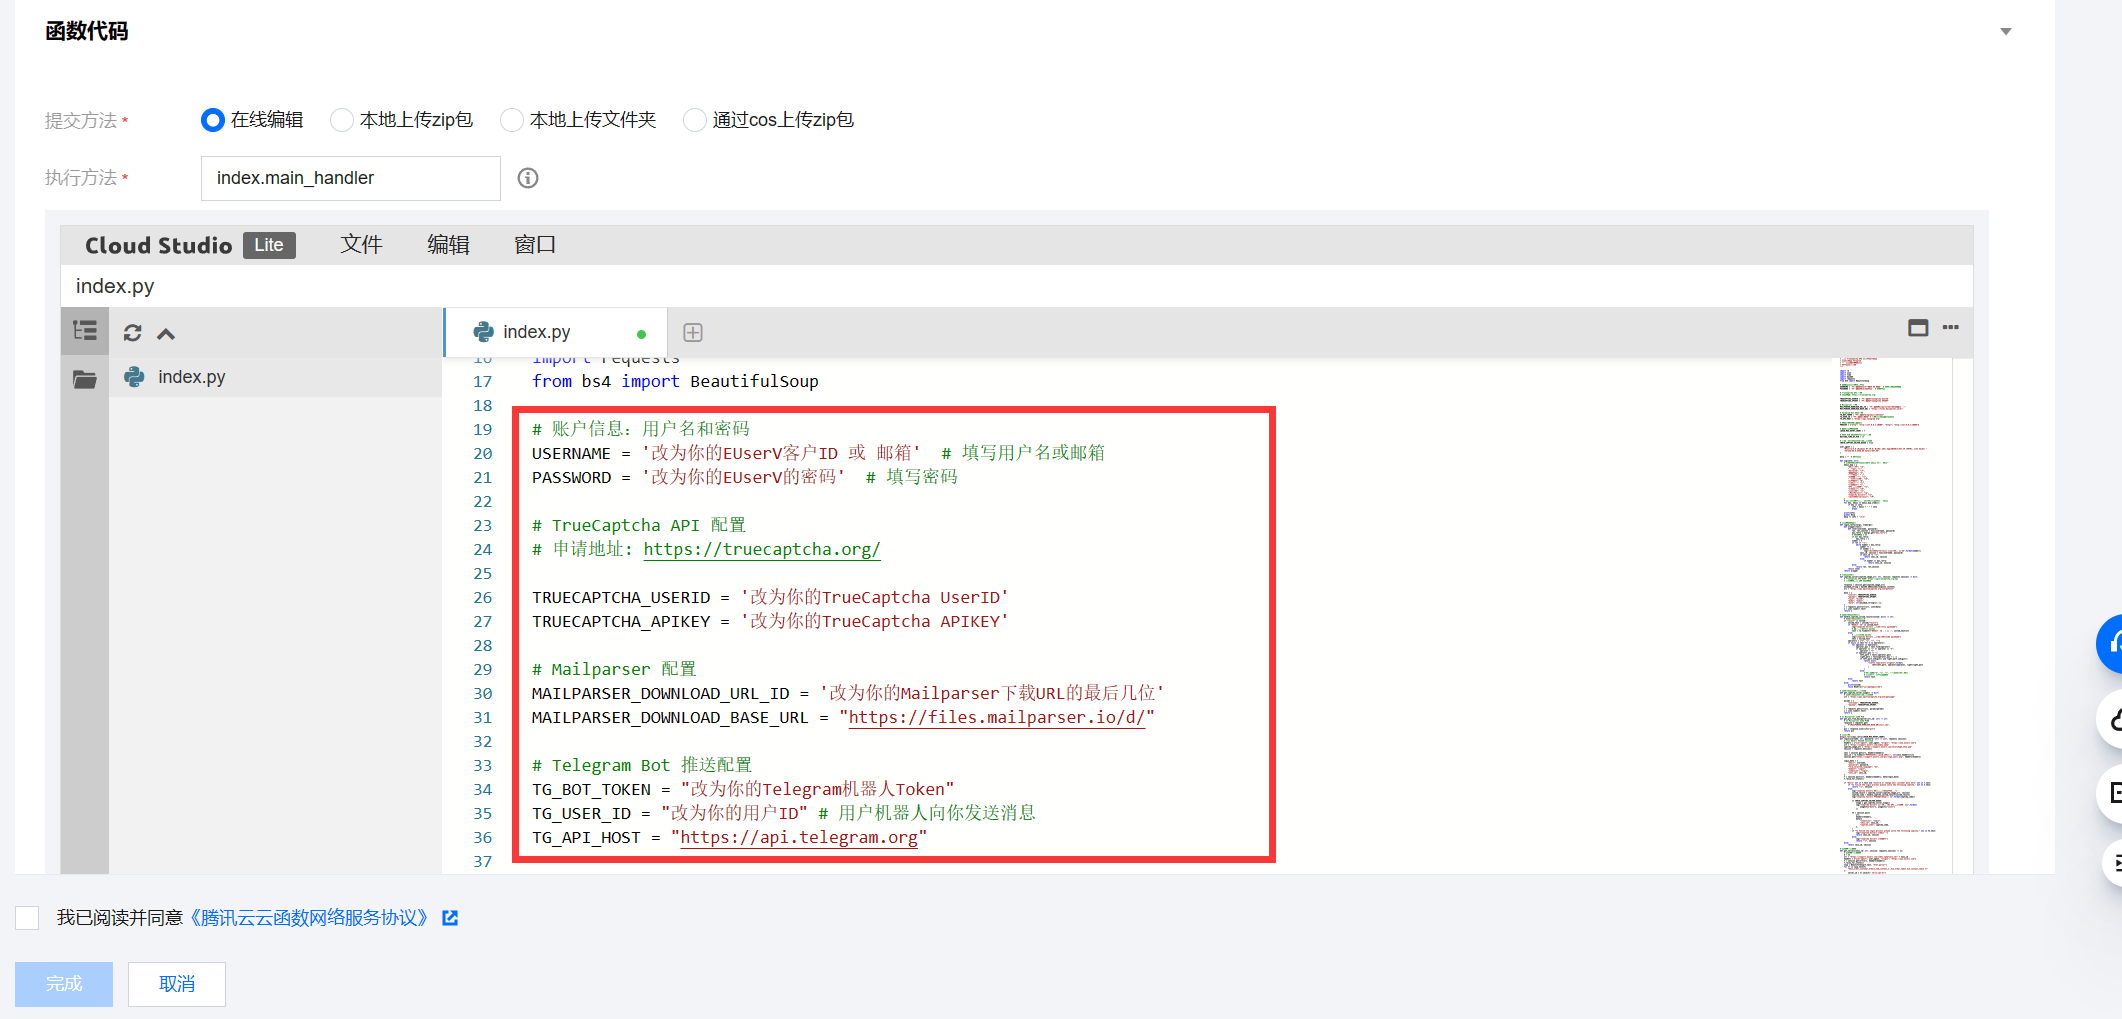 函数代码
提交方法 * 在线编辑 本地上传zip包 本地上传文件夹 通过cos上传zip包
执行方法 * index.main_handler
Cloud Studio Lite 文件 编辑 窗口
index.py
index.py
index.py
16 import requests
17 from bs4 import BeautifulSoup
18
19 # 账户信息：用户名和密码
20 USERNAME = '改为你的EUserV客户ID 或 邮箱'  # 填写用户名或邮箱
21 PASSWORD = '改为你的EUserV的密码'  # 填写密码
22
23 # TrueCaptcha API 配置
24 # 申请地址: https://truecaptcha.org/
25
26 TRUECAPTCHA_USERID = '改为你的TrueCaptcha UserID'
27 TRUECAPTCHA_APIKEY = '改为你的TrueCaptcha APIKEY'
28
29 # Mailparser 配置
30 MAILPARSER_DOWNLOAD_URL_ID = '改为你的Mailparser下载URL的最后几位'
31 MAILPARSER_DOWNLOAD_BASE_URL = "https://files.mailparser.io/d/"
32
33 # Telegram Bot 推送配置
34 TG_BOT_TOKEN = "改为你的Telegram机器人Token"
35 TG_USER_ID = "改为你的用户ID" # 用户机器人向你发送消息
36 TG_API_HOST = "https://api.telegram.org"
37
我已阅读并同意《腾讯云云函数网络服务协议》
完成 取消